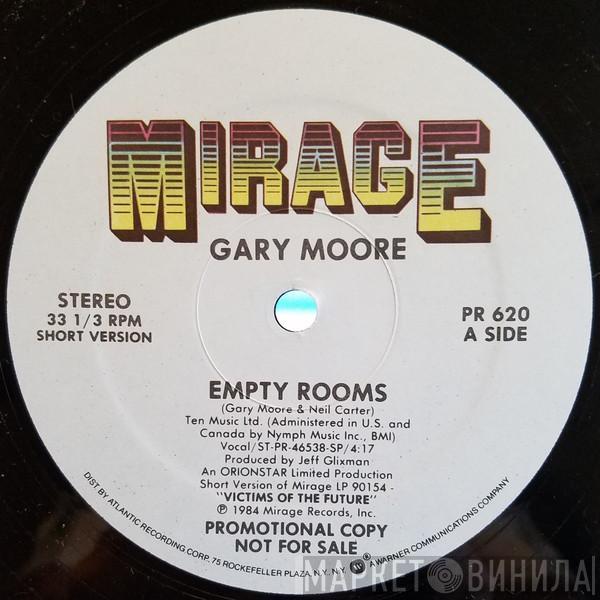 MIRAGE
GARY MOORE
STEREO
33 1/3 RPM
SHORT VERSION
PR 620
A SIDE
EMPTY ROOMS
(Gary Moore & Neil Carter)
Ten Music Ltd. (Administered in U.S. and
Canada by Nymph Music Inc., BMI)
Vocal/ST-PR-46538-SP/4:17
Produced by Jeff Glixman
An ORIONSTAR Limited Production
Short Version of Mirage LP 90154 -
"VICTIMS OF THE FUTURE"
℗ 1984 Mirage Records, Inc.
PROMOTIONAL COPY
NOT FOR SALE
DIST BY ATLANTIC RECORDING CORP. 75 ROCKEFELLER PLAZA, N.Y. N.Y. ® A WARNER COMMUNICATIONS COMPANY
МАРКЕТ ВИНИЛА